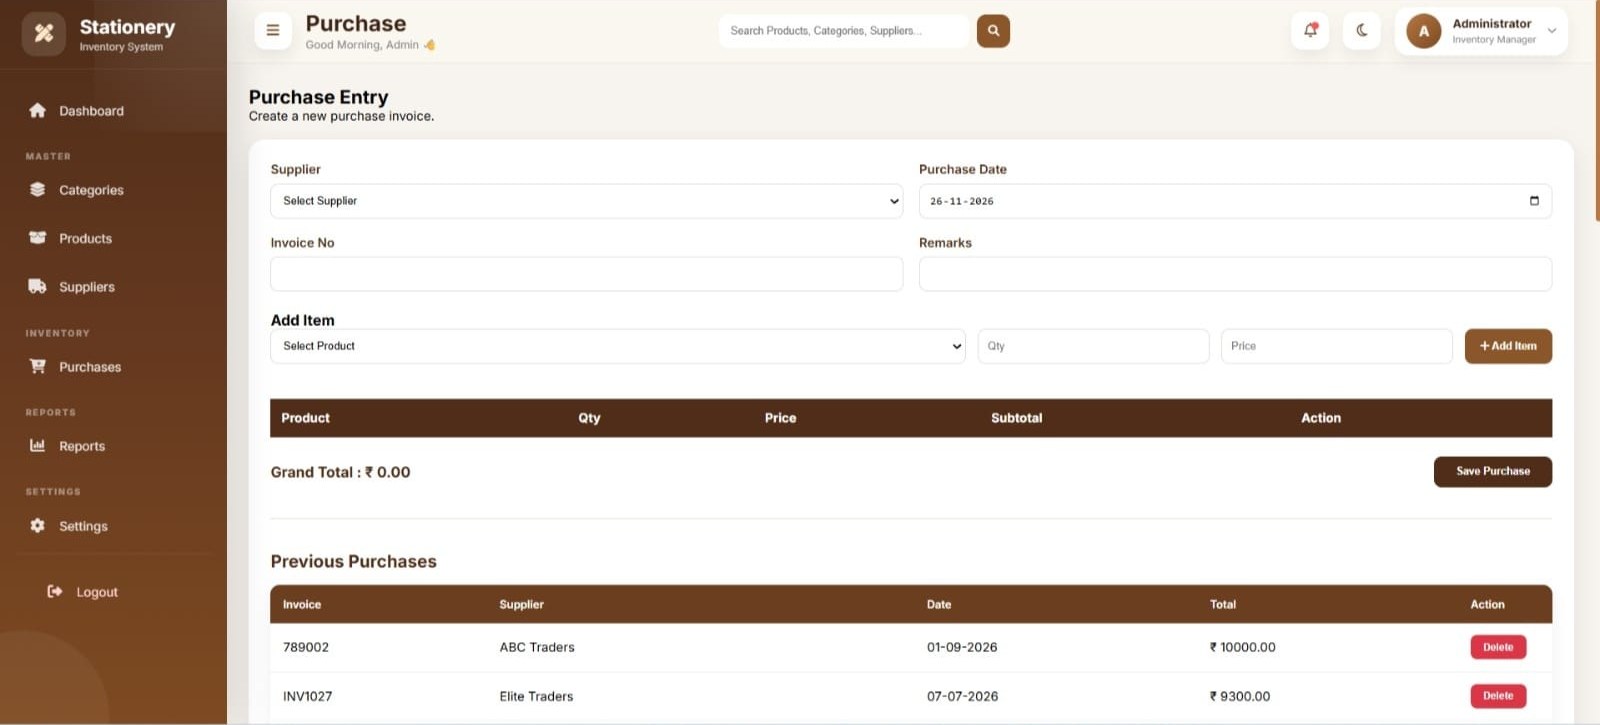 Stationery
Inventory System
Dashboard
MASTER
Categories
Products
Suppliers
INVENTORY
Purchases
REPORTS
Reports
SETTINGS
Settings
Logout
Purchase
Good Morning, Admin 👋
Search Products, Categories, Suppliers...
A
Administrator
Inventory Manager
Purchase Entry
Create a new purchase invoice.
Supplier
Purchase Date
Select Supplier
26-11-2026
Invoice No
Remarks
Add Item
Select Product
Qty
Price
+ Add Item
Product Qty Price Subtotal Action
Grand Total : ₹ 0.00
Save Purchase
Previous Purchases
Invoice Supplier Date Total Action
789002 ABC Traders 01-09-2026 ₹ 10000.00 Delete
INV1027 Elite Traders 07-07-2026 ₹ 9300.00 Delete